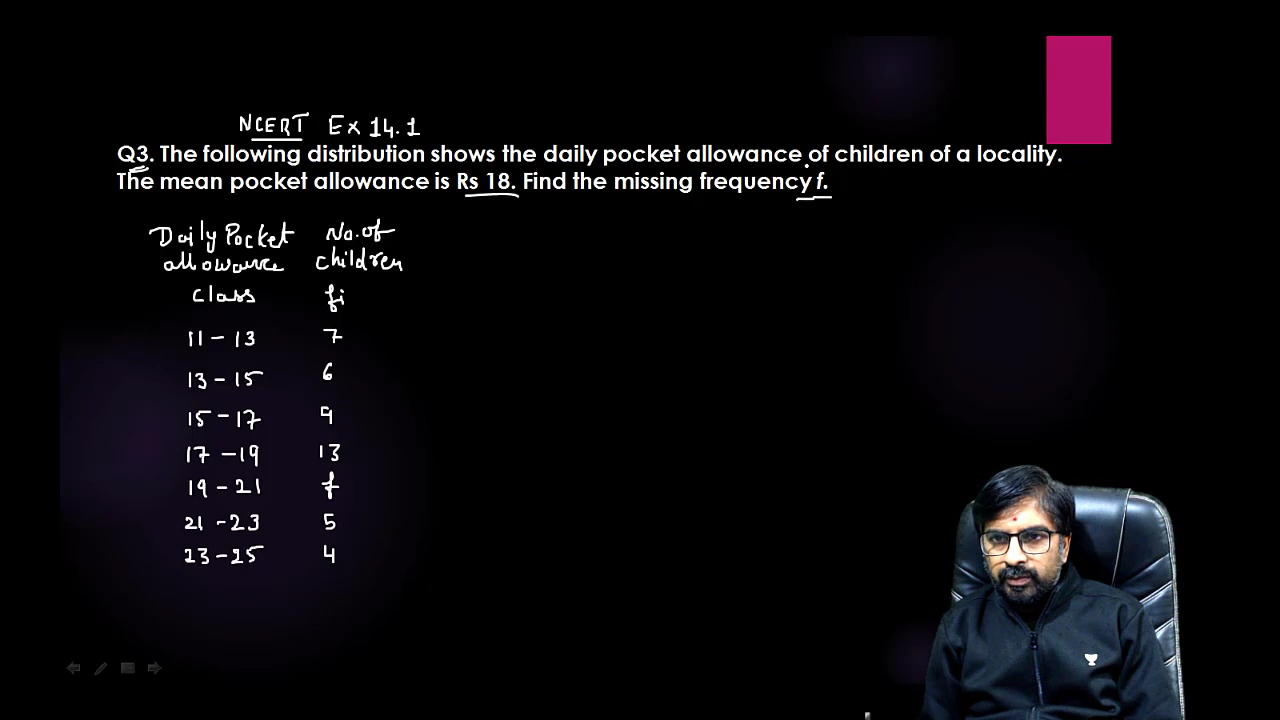 NCERT Ex 14.1
Q3. The following distribution shows the daily pocket allowance of children of a locality.
The mean pocket allowance is Rs 18. Find the missing frequency f.
Daily Pocket allowance No. of children
class fi
11 - 13 7
13 - 15 6
15 - 17 9
17 - 19 13
19 - 21 f
21 - 23 5
23 - 25 4